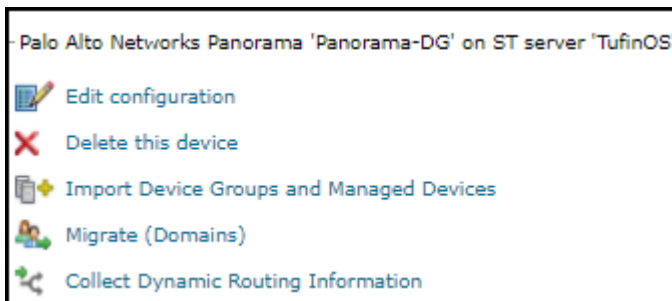 Palo Alto Networks Panorama 'Panorama-DG' on ST server 'TufinOS'
Edit configuration
Delete this device
Import Device Groups and Managed Devices
Migrate (Domains)
Collect Dynamic Routing Information